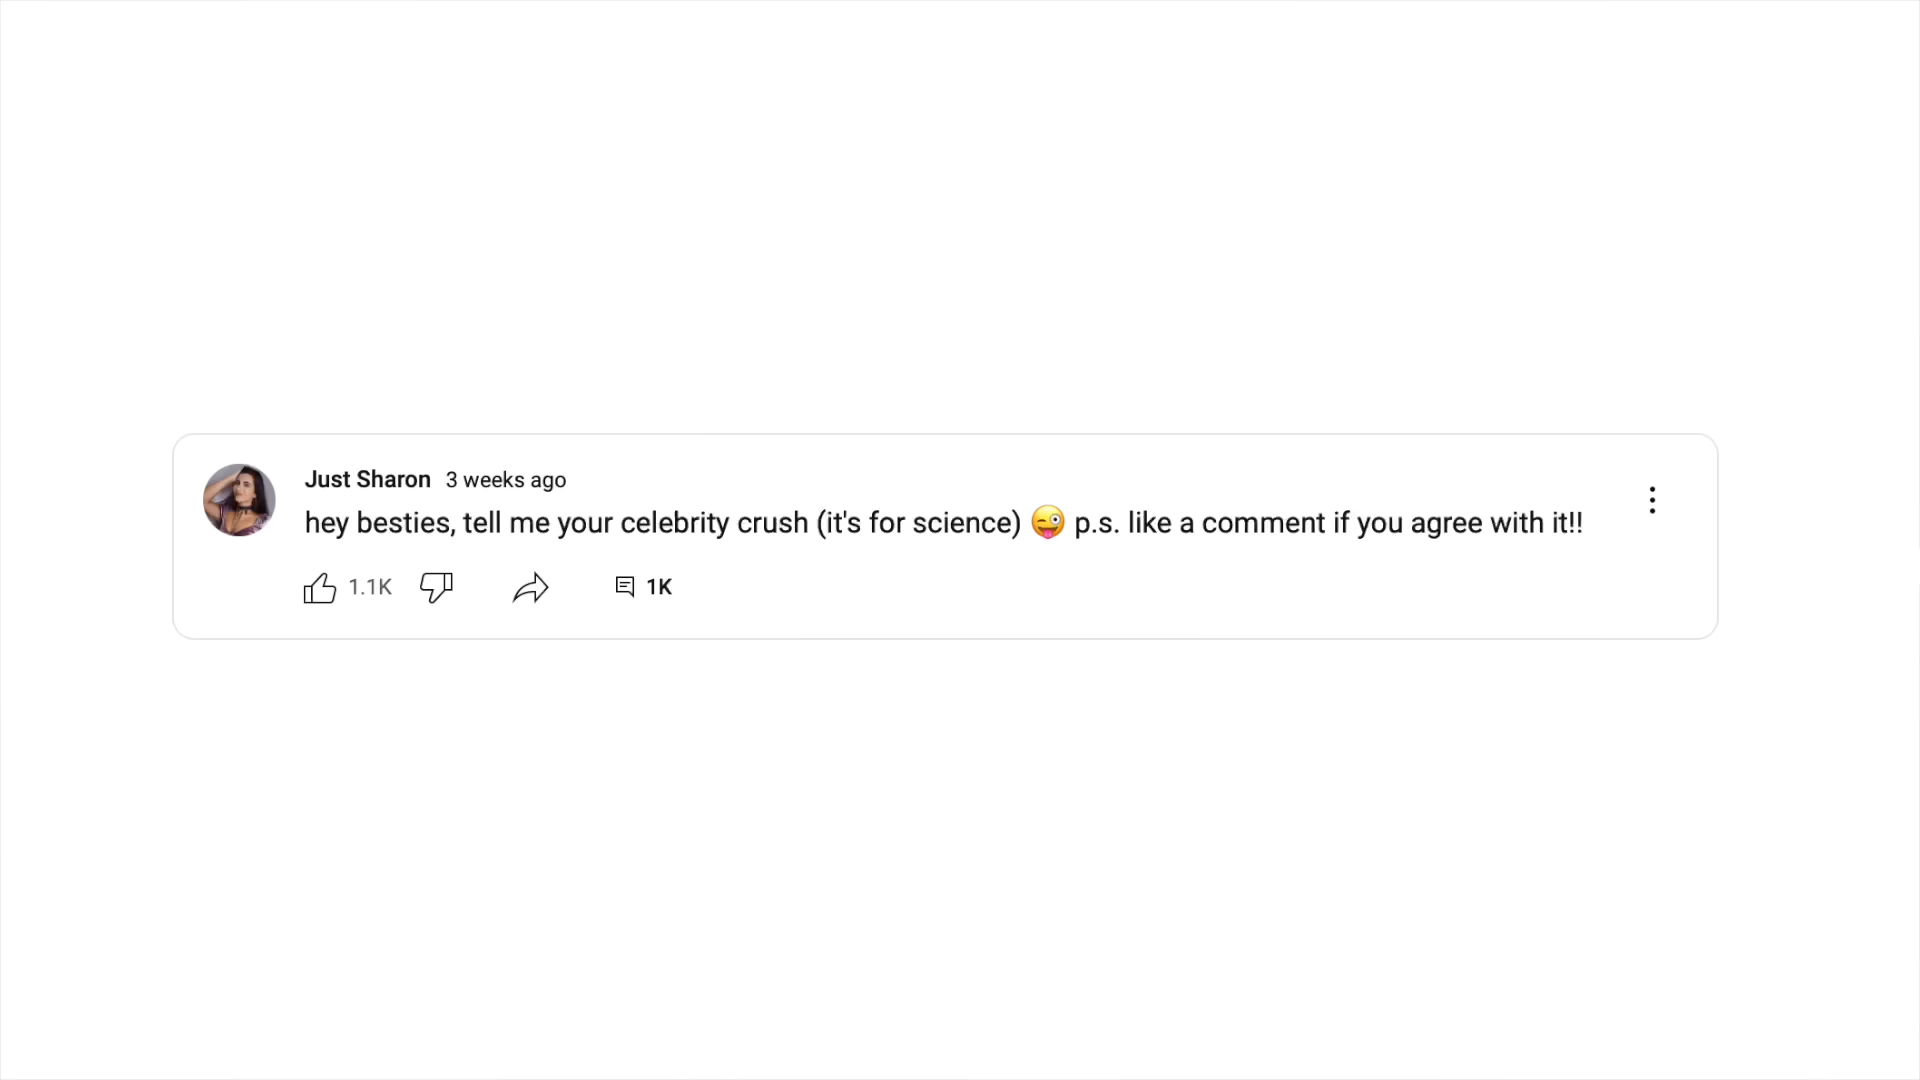 Just Sharon 3 weeks ago
hey besties, tell me your celebrity crush (it's for science) 😜 p.s. like a comment if you agree with it!!
1.1K 1K